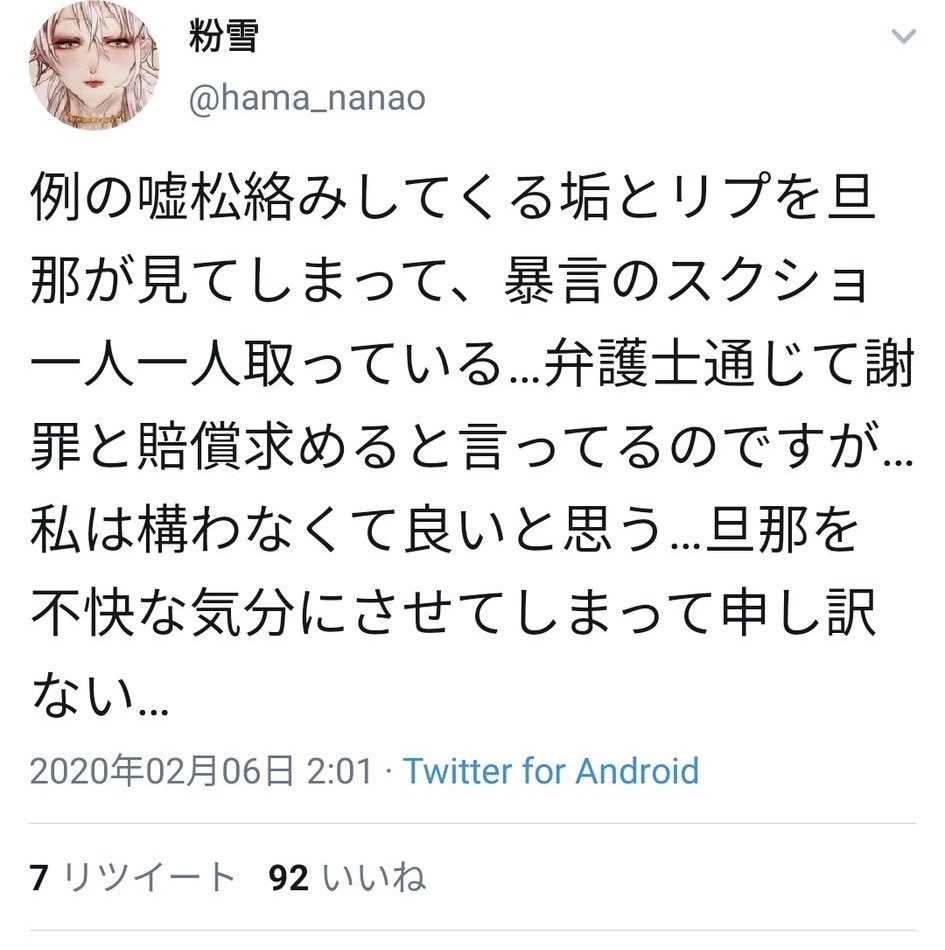 粉雪
@hama_nanao
例の嘘松絡みしてくる垢とリプを旦
那が見てしまって、暴言のスクショ
一人一人取っている…弁護士通じて謝
罪と賠償求めると言ってるのですが…
私は構わなくて良いと思う…旦那を
不快な気分にさせてしまって申し訳
ない…
2020年02月06日 2:01 · Twitter for Android
7 リツイート 92 いいね